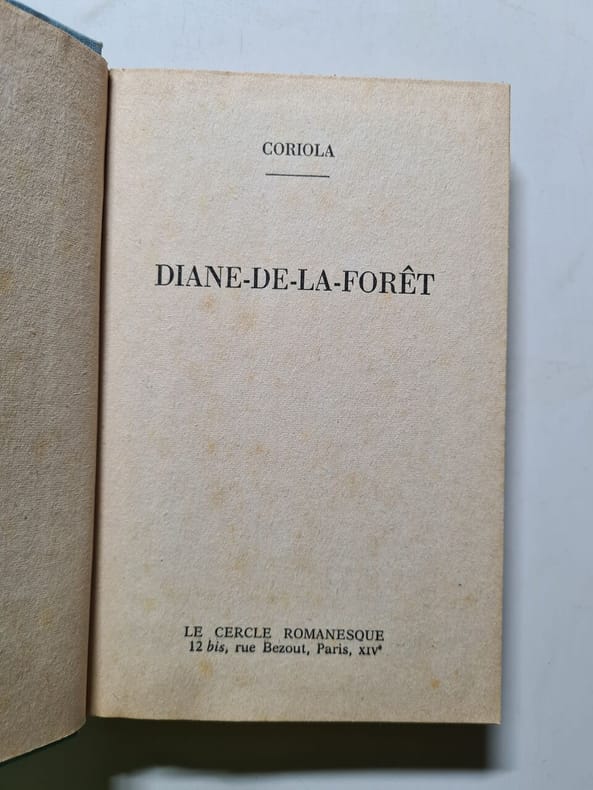 CORIOLA
DIANE-DE-LA-FORÊT
LE CERCLE ROMANESQUE
12 bis, rue Bezout, Paris, XIVᵉ